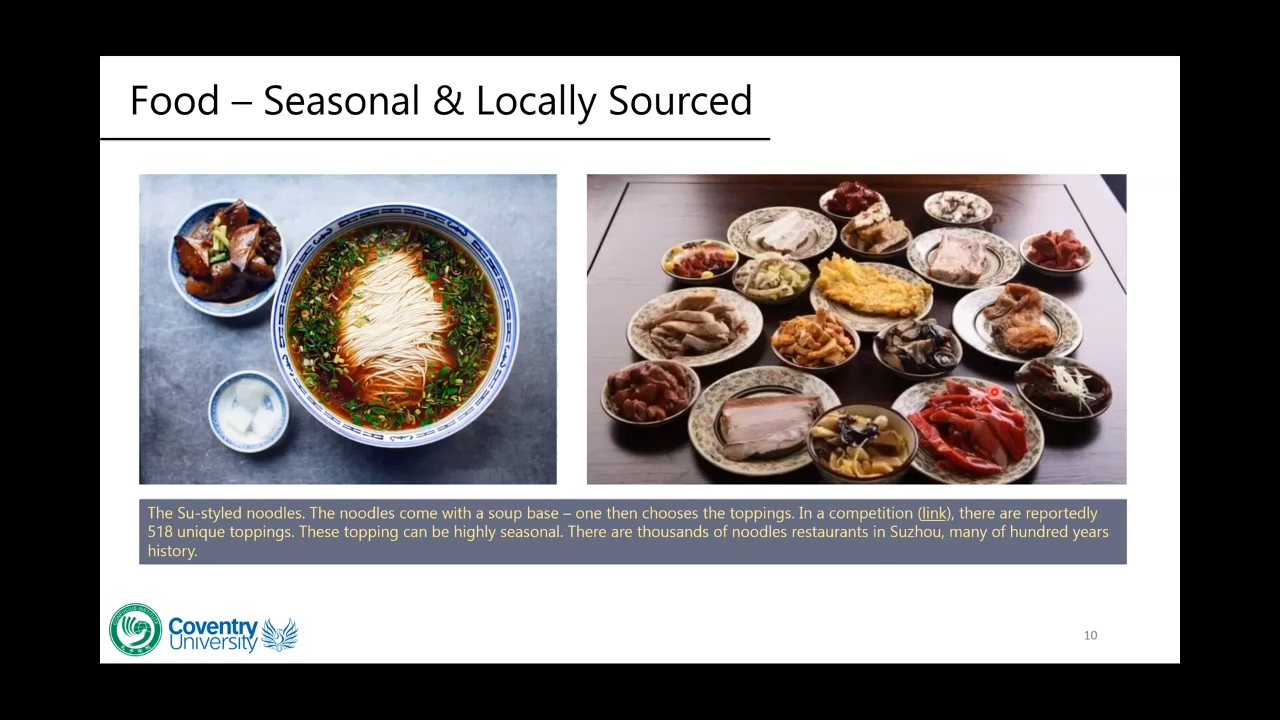 Food – Seasonal & Locally Sourced
The Su-styled noodles. The noodles come with a soup base – one then chooses the toppings. In a competition (link), there are reportedly
518 unique toppings. These topping can be highly seasonal. There are thousands of noodles restaurants in Suzhou, many of hundred years
history.
Coventry
University
10